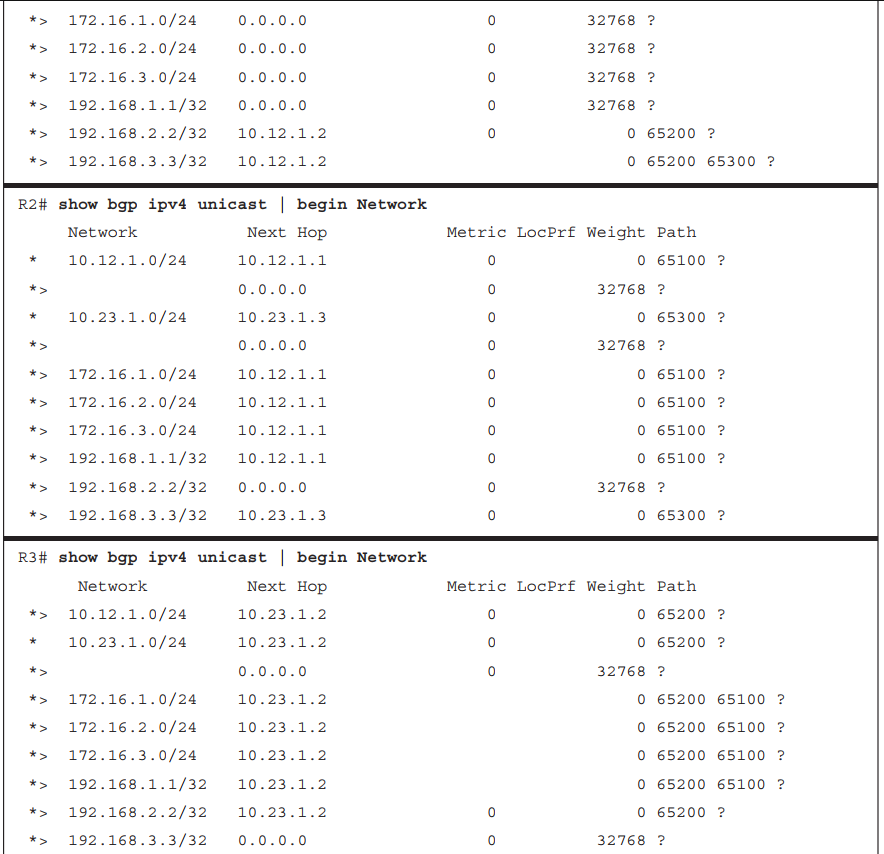 *>  172.16.1.0/24    0.0.0.0                  0         32768 ?
*>  172.16.2.0/24    0.0.0.0                  0         32768 ?
*>  172.16.3.0/24    0.0.0.0                  0         32768 ?
*>  192.168.1.1/32   0.0.0.0                  0         32768 ?
*>  192.168.2.2/32   10.12.1.2                0             0 65200 ?
*>  192.168.3.3/32   10.12.1.2                              0 65200 65300 ?
R2# show bgp ipv4 unicast | begin Network
     Network           Next Hop            Metric LocPrf Weight Path
*   10.12.1.0/24     10.12.1.1                0              0 65100 ?
*>                   0.0.0.0                  0          32768 ?
*   10.23.1.0/24     10.23.1.3                0              0 65300 ?
*>                   0.0.0.0                  0          32768 ?
*>  172.16.1.0/24    10.12.1.1                0              0 65100 ?
*>  172.16.2.0/24    10.12.1.1                0              0 65100 ?
*>  172.16.3.0/24    10.12.1.1                0              0 65100 ?
*>  192.168.1.1/32   10.12.1.1                0              0 65100 ?
*>  192.168.2.2/32   0.0.0.0                  0          32768 ?
*>  192.168.3.3/32   10.23.1.3                0              0 65300 ?
R3# show bgp ipv4 unicast | begin Network
      Network          Next Hop            Metric LocPrf Weight Path
*>  10.12.1.0/24     10.23.1.2                0              0 65200 ?
*   10.23.1.0/24     10.23.1.2                0              0 65200 ?
*>                   0.0.0.0                  0          32768 ?
*>  172.16.1.0/24    10.23.1.2                               0 65200 65100 ?
*>  172.16.2.0/24    10.23.1.2                               0 65200 65100 ?
*>  172.16.3.0/24    10.23.1.2                               0 65200 65100 ?
*>  192.168.1.1/32   10.23.1.2                               0 65200 65100 ?
*>  192.168.2.2/32   10.23.1.2                0              0 65200 ?
*>  192.168.3.3/32   0.0.0.0                  0          32768 ?